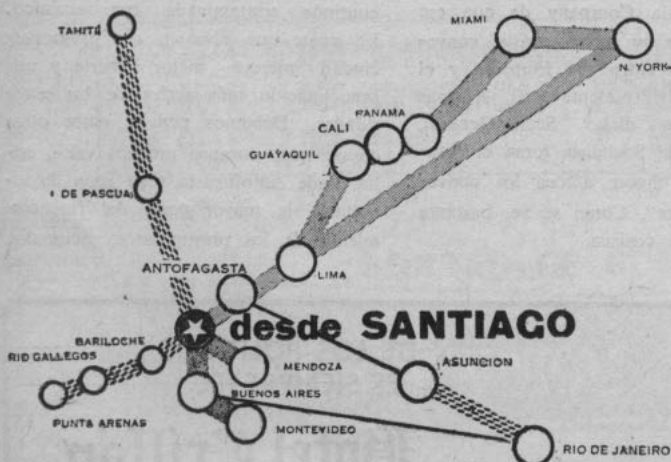 TAHITÍ
MIAMI
N. YORK
PANAMA
CALI
GUAYAQUIL
I DE PASCUA
ANTOFAGASTA
LIMA
desde SANTIAGO
BARILOCHE
RIO GALLEGOS
MENDOZA
ASUNCION
BUENOS AIRES
PUNTA ARENAS
MONTEVIDEO
RIO DE JANEIRO